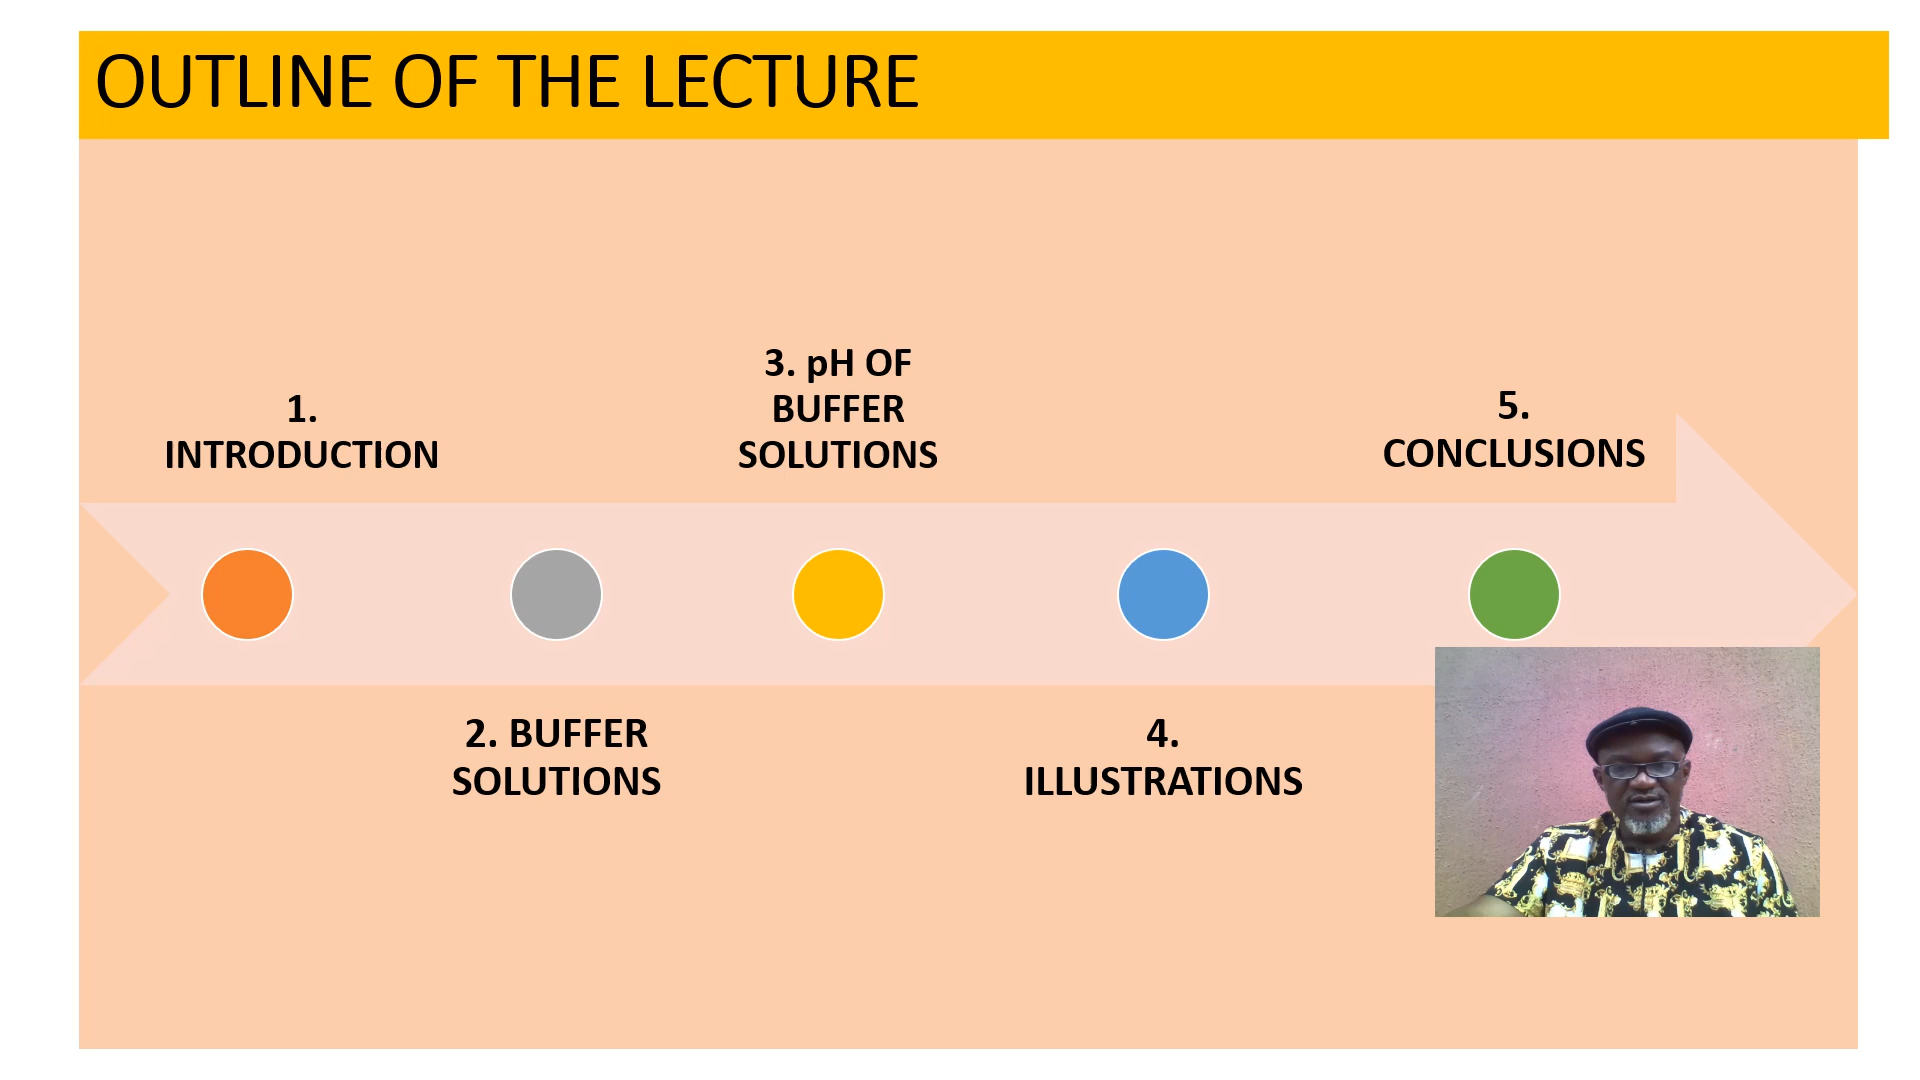 OUTLINE OF THE LECTURE
1.
INTRODUCTION
2. BUFFER
SOLUTIONS
3. pH OF
BUFFER
SOLUTIONS
4.
ILLUSTRATIONS
5.
CONCLUSIONS